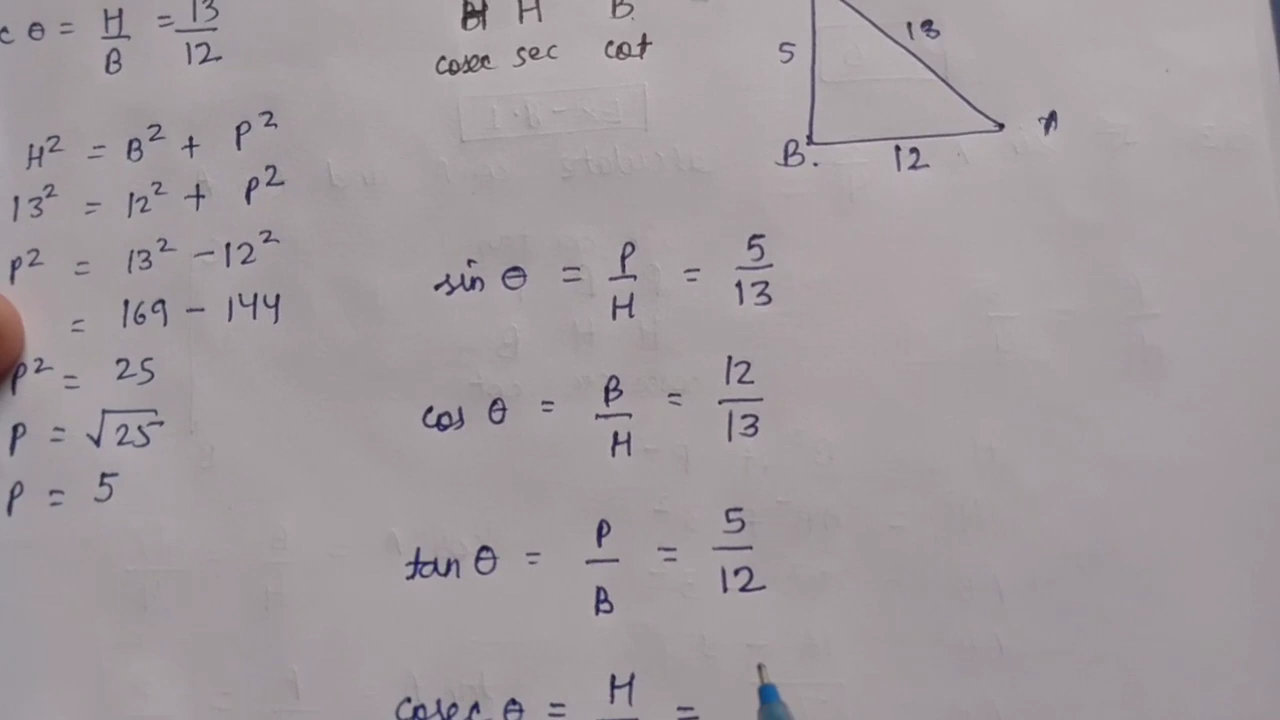 c θ = H/B = 13/12
H B
cosec sec cot
5
13
B.
12
A
H² = B² + P²
13² = 12² + P²
P² = 13² - 12²
= 169 - 144
P² = 25
P = √25
P = 5
sin θ = P/H = 5/13
cos θ = B/H = 12/13
tan θ = P/B = 5/12
cosec θ = H =